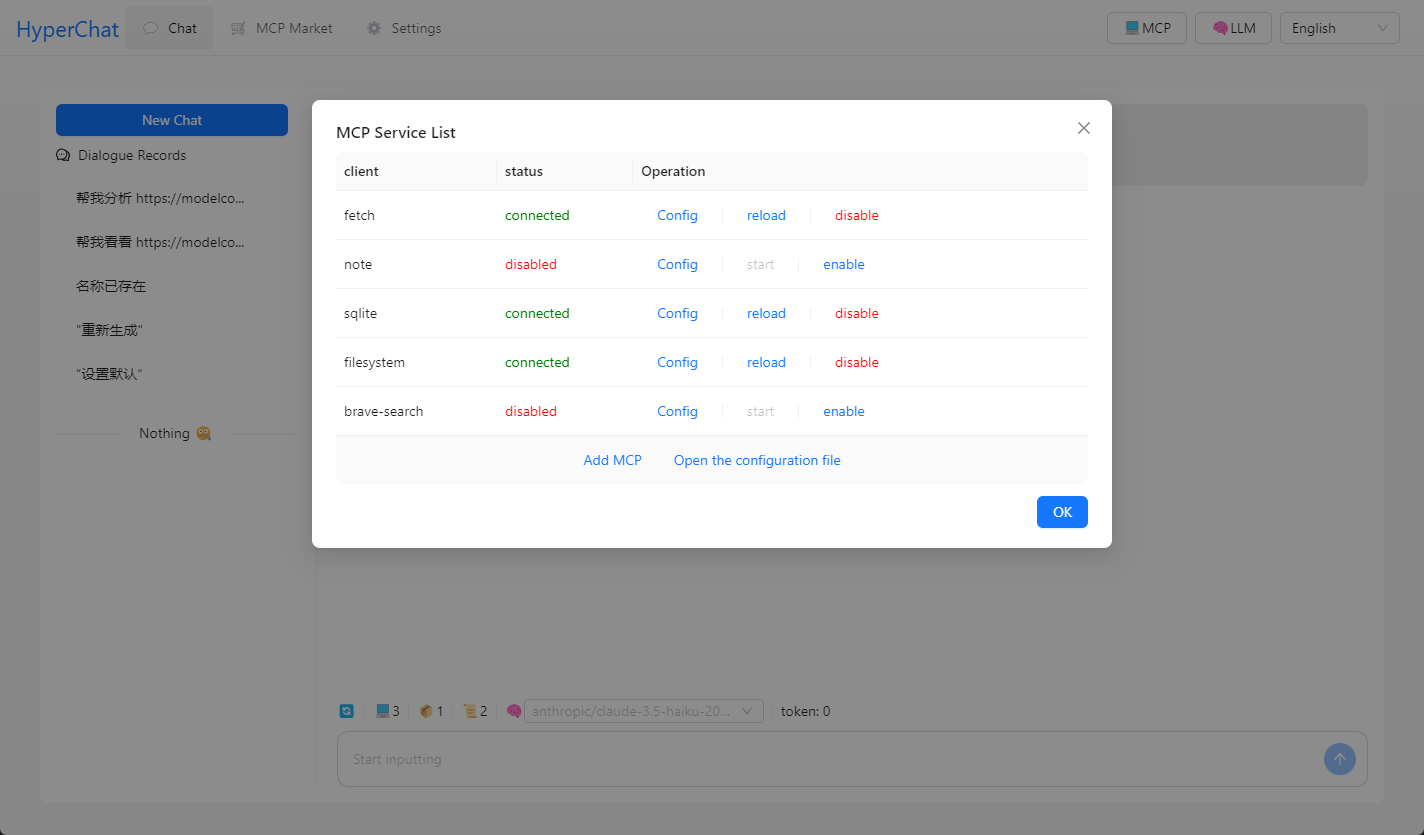 HyperChat Chat MCP Market Settings MCP LLM English
New Chat
Dialogue Records
帮我分析 https://modelco...
帮我看看 https://modelco...
名称已存在
"重新生成"
"设置默认"
Nothing
MCP Service List
client status Operation
fetch connected Config reload disable
note disabled Config start enable
sqlite connected Config reload disable
filesystem connected Config reload disable
brave-search disabled Config start enable
Add MCP Open the configuration file
OK
3 1 2 anthropic/claude-3.5-haiku-20... token: 0
Start inputting